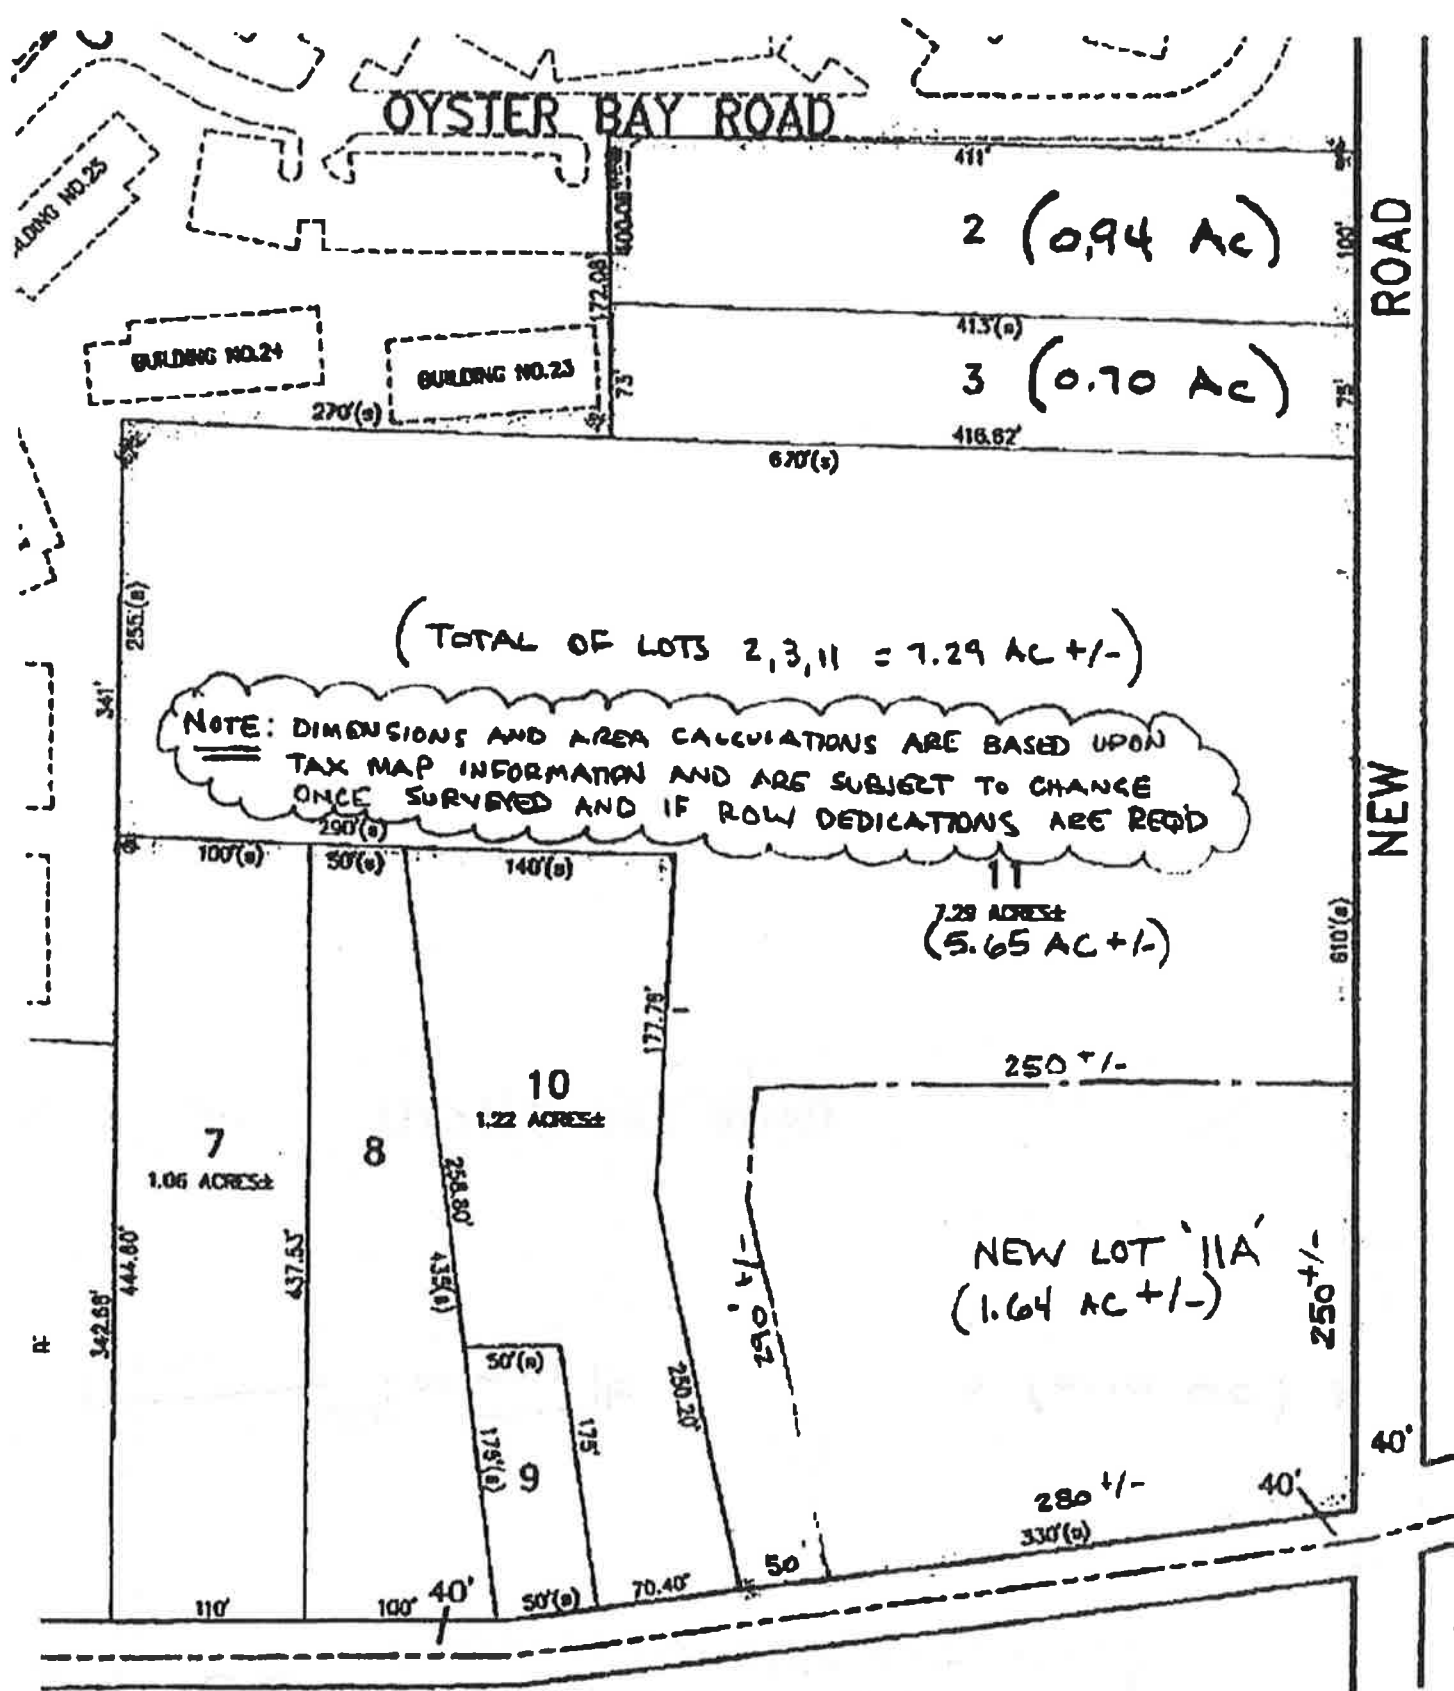 OYSTER BAY ROAD
411'
BUILDING NO.25
400.08'
2 (0.94 Ac)
100'
ROAD
172.08'
413'(s)
BUILDING NO.24
BUILDING NO.23
73'
3 (0.70 Ac)
75'
270'(s)
416.62'
670'(s)
255'(s)
(TOTAL OF LOTS 2,3,11 = 7.29 AC +/-)
341'
NOTE: DIMENSIONS AND AREA CALCULATIONS ARE BASED UPON
TAX MAP INFORMATION AND ARE SUBJECT TO CHANGE
ONCE SURVEYED AND IF ROW DEDICATIONS ARE REQ'D
NEW
290'(s)
100'(s)
50'(s)
140'(s)
11
7.29 ACRES±
(5.65 AC +/-)
610'(s)
177.76'
250 +/-
10
1.22 ACRES±
7
1.06 ACRES±
8
258.80'
NEW LOT '11A'
(1.64 AC +/-)
250 +/-
260' +/-
444.60'
437.53'
435'(s)
342.68'
50'(s)
250.20'
175'(s)
175'
9
40'
280 +/-
40'
330'(s)
50'
110'
100'
40'
50'(s)
70.40'